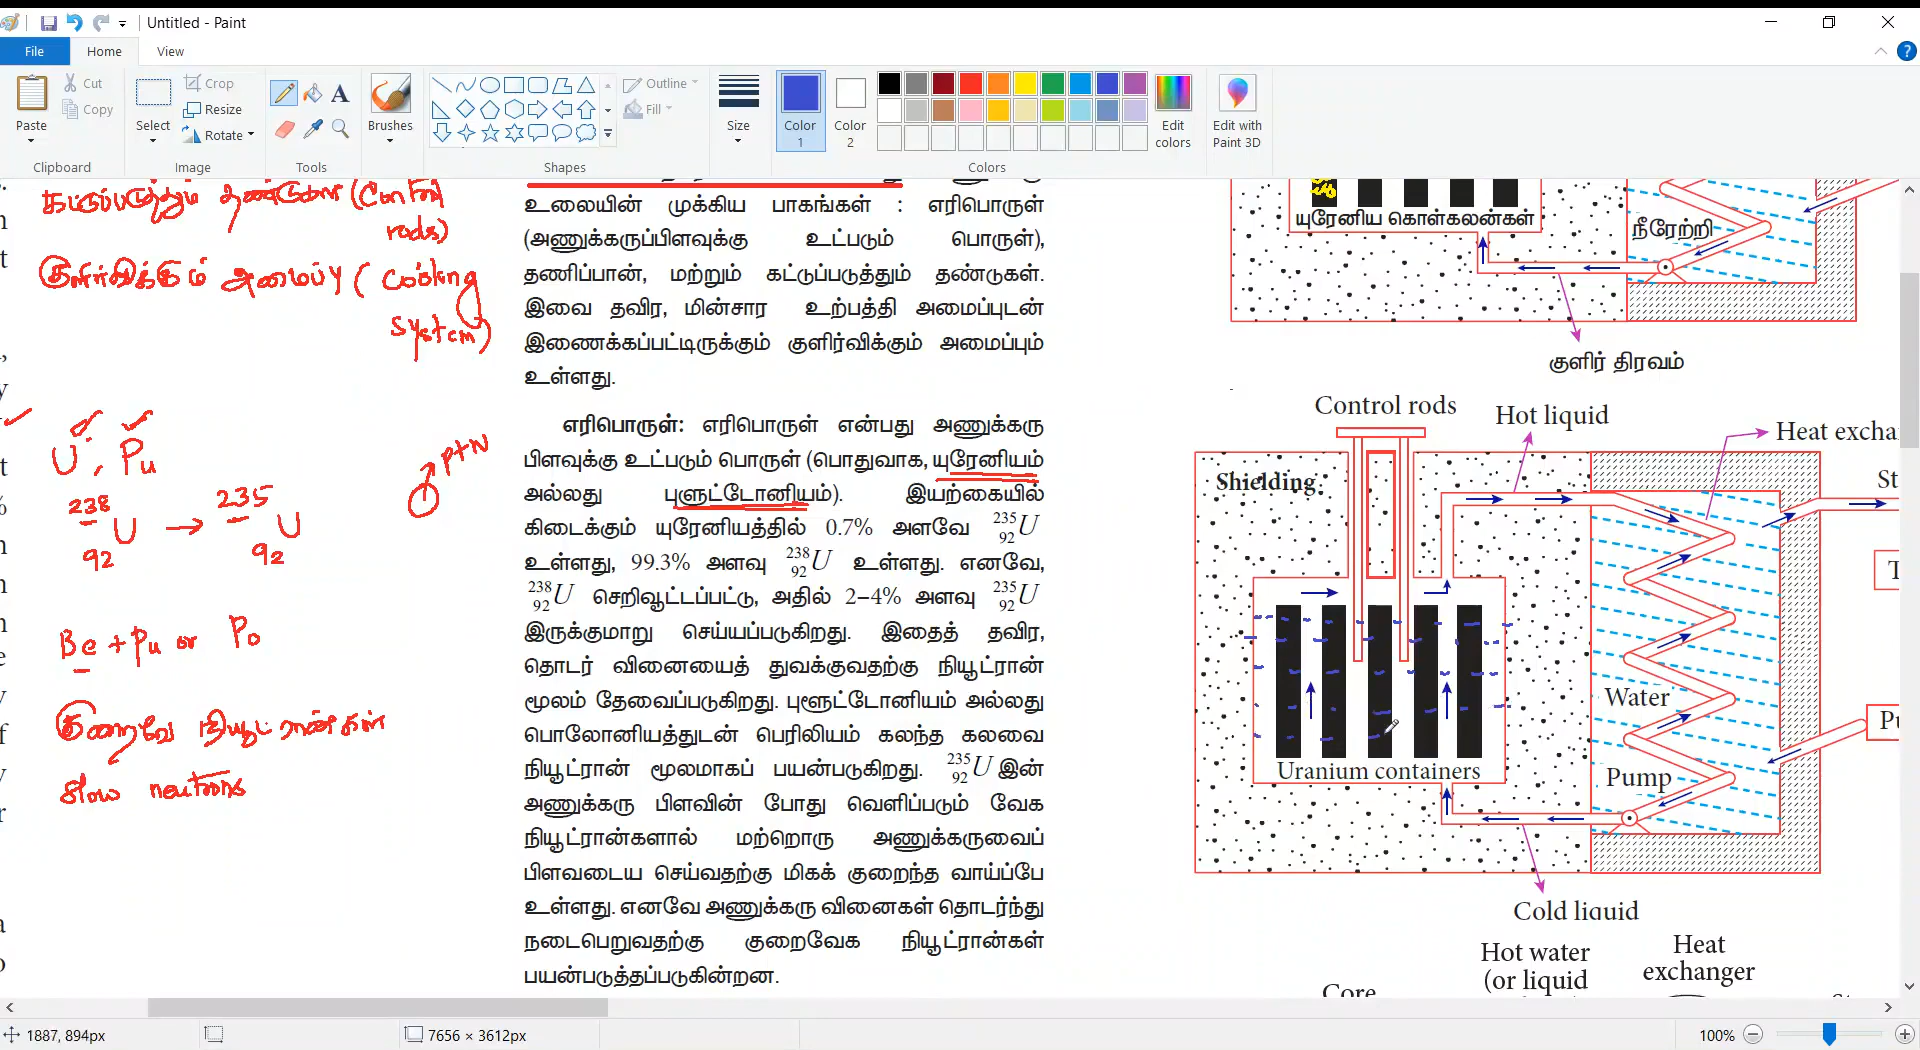 Untitled - Paint
File
Home
View
Paste
Cut
Copy
Clipboard
Select
Crop
Resize
Rotate
Image
Tools
Brushes
Shapes
Outline
Fill
Size
Color
1
Color
2
Colors
Edit
colors
Edit with
Paint 3D
கட்டுப்படுத்தும் தண்டுகள் (Control
rods)
குளிர்விக்கும் அமைப்பு (cooling
system)
U, Pu
238 92 U → 235 92 U
P+N
Be + Pu or Po
குறைவேக நியூட்ரான்கள்
slow neutrons
உலையின் முக்கிய பாகங்கள் : எரிபொருள்
(அணுக்கருப்பிளவுக்கு உட்படும் பொருள்),
தணிப்பான், மற்றும் கட்டுப்படுத்தும் தண்டுகள்.
இவை தவிர, மின்சார உற்பத்தி அமைப்புடன்
இணைக்கப்பட்டிருக்கும் குளிர்விக்கும் அமைப்பும்
உள்ளது.
எரிபொருள்: எரிபொருள் என்பது அணுக்கரு
பிளவுக்கு உட்படும் பொருள் (பொதுவாக, யுரேனியம்
அல்லது புளுட்டோனியம்). இயற்கையில்
கிடைக்கும் யுரேனியத்தில் 0.7% அளவே 235 92 U
உள்ளது, 99.3% அளவு 238 92 U உள்ளது. எனவே,
238 92 U செறிவூட்டப்பட்டு, அதில் 2–4% அளவு 235 92 U
இருக்குமாறு செய்யப்படுகிறது. இதைத் தவிர,
தொடர் வினையைத் துவக்குவதற்கு நியூட்ரான்
மூலம் தேவைப்படுகிறது. புளூட்டோனியம் அல்லது
பொலோனியத்துடன் பெரிலியம் கலந்த கலவை
நியூட்ரான் மூலமாகப் பயன்படுகிறது. 235 92 U இன்
அணுக்கரு பிளவின் போது வெளிப்படும் வேக
நியூட்ரான்களால் மற்றொரு அணுக்கருவைப்
பிளவடைய செய்வதற்கு மிகக் குறைந்த வாய்ப்பே
உள்ளது. எனவே அணுக்கரு வினைகள் தொடர்ந்து
நடைபெறுவதற்கு குறைவேக நியூட்ரான்கள்
பயன்படுத்தப்படுகின்றன.
யுரேனிய கொள்கலன்கள்
நீரேற்றி
குளிர் திரவம்
Control rods
Hot liquid
Heat excha
Shielding
St
T
Water
Pu
Uranium containers
Pump
Cold liquid
Hot water
(or liquid
Heat
exchanger
Core
1887, 894px
7656 × 3612px
100%